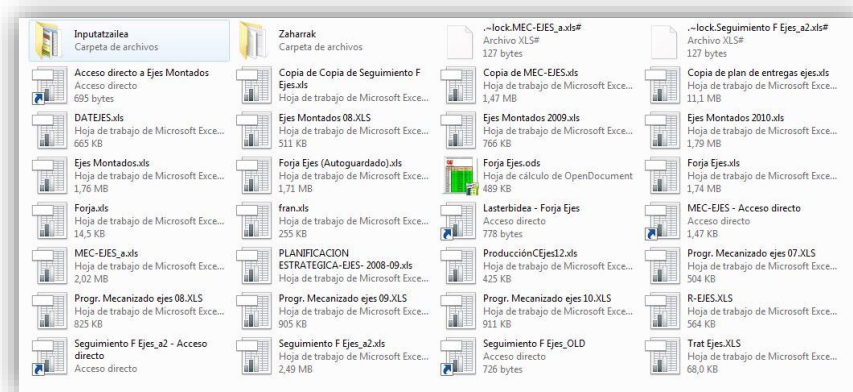 Inputatzailea
Carpeta de archivos
Zaharrak
Carpeta de archivos
.~lock.MEC-EJES_a.xls#
Archivo XLS#
127 bytes
.~lock.Seguimiento F Ejes_a2.xls#
Archivo XLS#
127 bytes
Acceso directo a Ejes Montados
Acceso directo
695 bytes
Copia de Copia de Seguimiento F
Ejes.xls
Hoja de trabajo de Microsoft Exce...
Copia de MEC-EJES.xls
Hoja de trabajo de Microsoft Exce...
1,47 MB
Copia de plan de entregas ejes.xls
Hoja de trabajo de Microsoft Exce...
11,1 MB
DATEJES.xls
Hoja de trabajo de Microsoft Exce...
665 KB
Ejes Montados 08.XLS
Hoja de trabajo de Microsoft Exce...
511 KB
Ejes Montados 2009.xls
Hoja de trabajo de Microsoft Exce...
766 KB
Ejes Montados 2010.xls
Hoja de trabajo de Microsoft Exce...
1,79 MB
Ejes Montados.xls
Hoja de trabajo de Microsoft Exce...
1,76 MB
Forja Ejes (Autoguardado).xls
Hoja de trabajo de Microsoft Exce...
1,71 MB
Forja Ejes.ods
Hoja de cálculo de OpenDocument
489 KB
Forja Ejes.xls
Hoja de trabajo de Microsoft Exce...
1,74 MB
Forja.xls
Hoja de trabajo de Microsoft Exce...
14,5 KB
fran.xls
Hoja de trabajo de Microsoft Exce...
255 KB
Lasterbidea - Forja Ejes
Acceso directo
778 bytes
MEC-EJES - Acceso directo
Acceso directo
1,47 KB
MEC-EJES_a.xls
Hoja de trabajo de Microsoft Exce...
2,02 MB
PLANIFICACION
ESTRATEGICA-EJES- 2008-09.xls
Hoja de trabajo de Microsoft Exce...
ProducciónCEjes12.xls
Hoja de trabajo de Microsoft Exce...
425 KB
Progr. Mecanizado ejes 07.XLS
Hoja de trabajo de Microsoft Exce...
504 KB
Progr. Mecanizado ejes 08.XLS
Hoja de trabajo de Microsoft Exce...
825 KB
Progr. Mecanizado ejes 09.XLS
Hoja de trabajo de Microsoft Exce...
905 KB
Progr. Mecanizado ejes 10.XLS
Hoja de trabajo de Microsoft Exce...
911 KB
R-EJES.XLS
Hoja de trabajo de Microsoft Exce...
564 KB
Seguimiento F Ejes_a2 - Acceso
directo
Acceso directo
Seguimiento F Ejes_a2.xls
Hoja de trabajo de Microsoft Exce...
2,49 MB
Seguimiento F Ejes_OLD
Acceso directo
726 bytes
Trat Ejes.XLS
Hoja de trabajo de Microsoft Exce...
68,0 KB